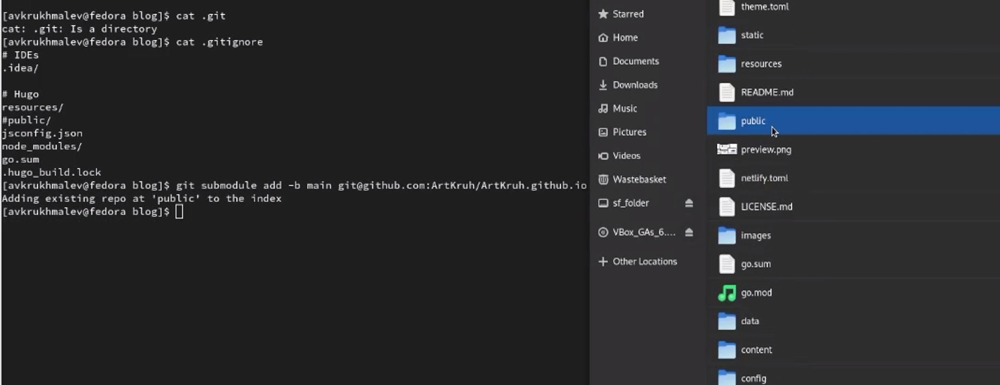 [avkrukhmalev@fedora blog]$ cat .git
cat: .git: Is a directory
[avkrukhmalev@fedora blog]$ cat .gitignore
# IDEs
.idea/
# Hugo
resources/
#public/
jsconfig.json
node_modules/
go.sum
.hugo_build.lock
[avkrukhmalev@fedora blog]$ git submodule add -b main git@github.com:ArtKruh/ArtKruh.github.io
Adding existing repo at 'public' to the index
[avkrukhmalev@fedora blog]$
Starred
Home
Documents
Downloads
Music
Pictures
Videos
Wastebasket
sf_folder
VBox_GAs_6....
Other Locations
theme.toml
static
resources
README.md
public
preview.png
netlify.toml
LICENSE.md
images
go.sum
go.mod
data
content
config